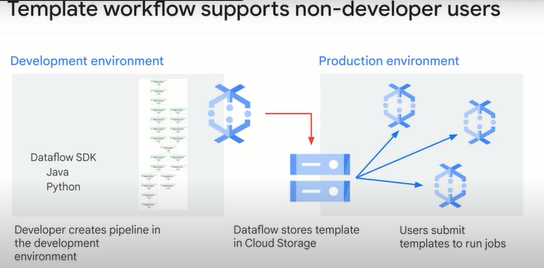 Template workflow supports non-developer users
Development environment
Production environment
Dataflow SDK
Java
Python
Developer creates pipeline in
the development
environment
Dataflow stores template
in Cloud Storage
Users submit
templates to run jobs